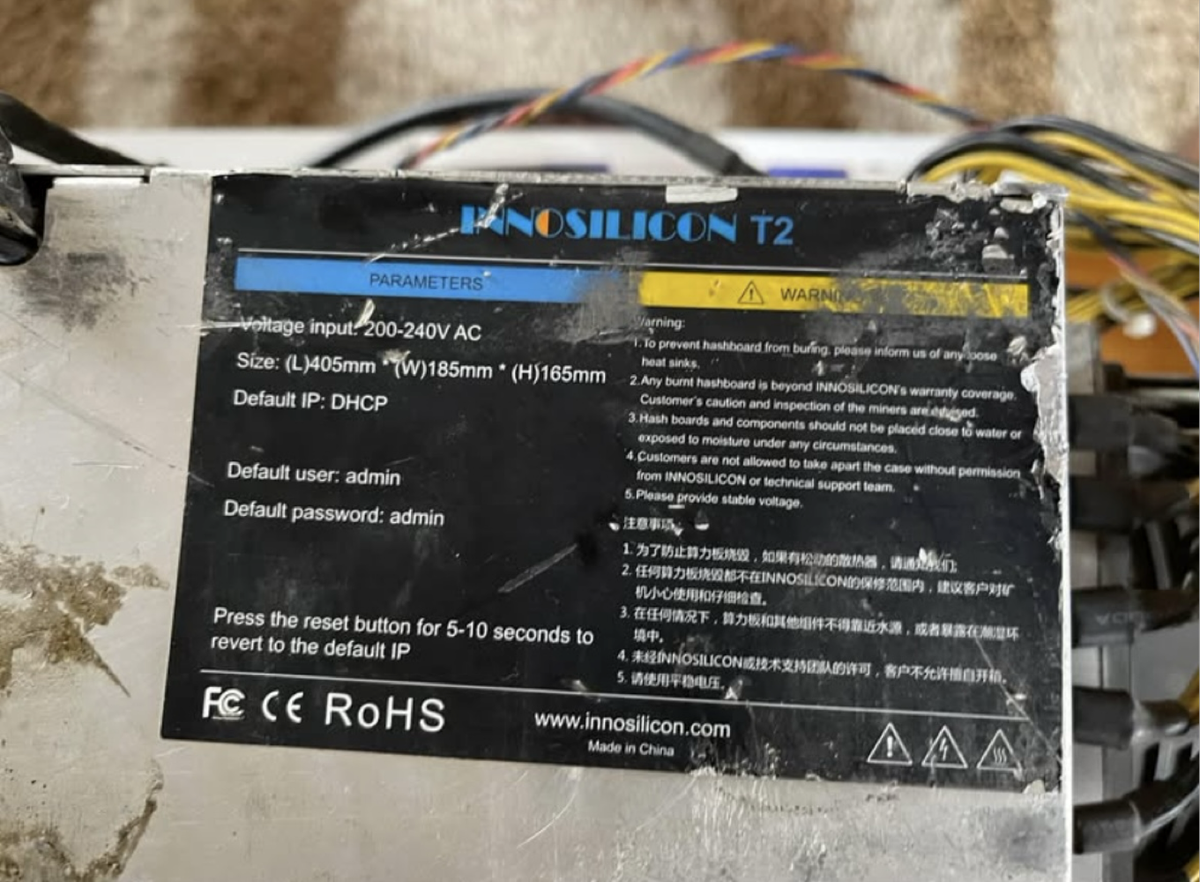 INNOSILICON T2
PARAMETERS
Voltage input: 200-240V AC
Size: (L)405mm * (W)185mm * (H)165mm
Default IP: DHCP
Default user: admin
Default password: admin
Press the reset button for 5-10 seconds to
revert to the default IP
FC CE RoHS
WARNING
Warning:
1. To prevent hashboard from buring, please inform us of any loose
heat sinks.
2. Any burnt hashboard is beyond INNOSILICON's warranty coverage.
Customer's caution and inspection of the miners are
3. Hash boards and components should not be placed close to water or
exposed to moisture under any circumstances.
4. Customers are not allowed to take apart the case without permission
from INNOSILICON or technical support team.
5. Please provide stable voltage.
注意事项:
1. 为了防止算力板烧毁，如果有松动的散热器，请通知我们;
2. 任何算力板烧毁都不在INNOSILICON的保修范围内，建议客户对矿
机小心使用和仔细检查。
3. 在任何情况下，算力板和其他组件不得靠近水源，或者暴露在潮湿环
境中。
4. 未经INNOSILICON或技术支持团队的许可，客户不允许擅自开箱。
5. 请使用平稳电压。
www.innosilicon.com
Made in China